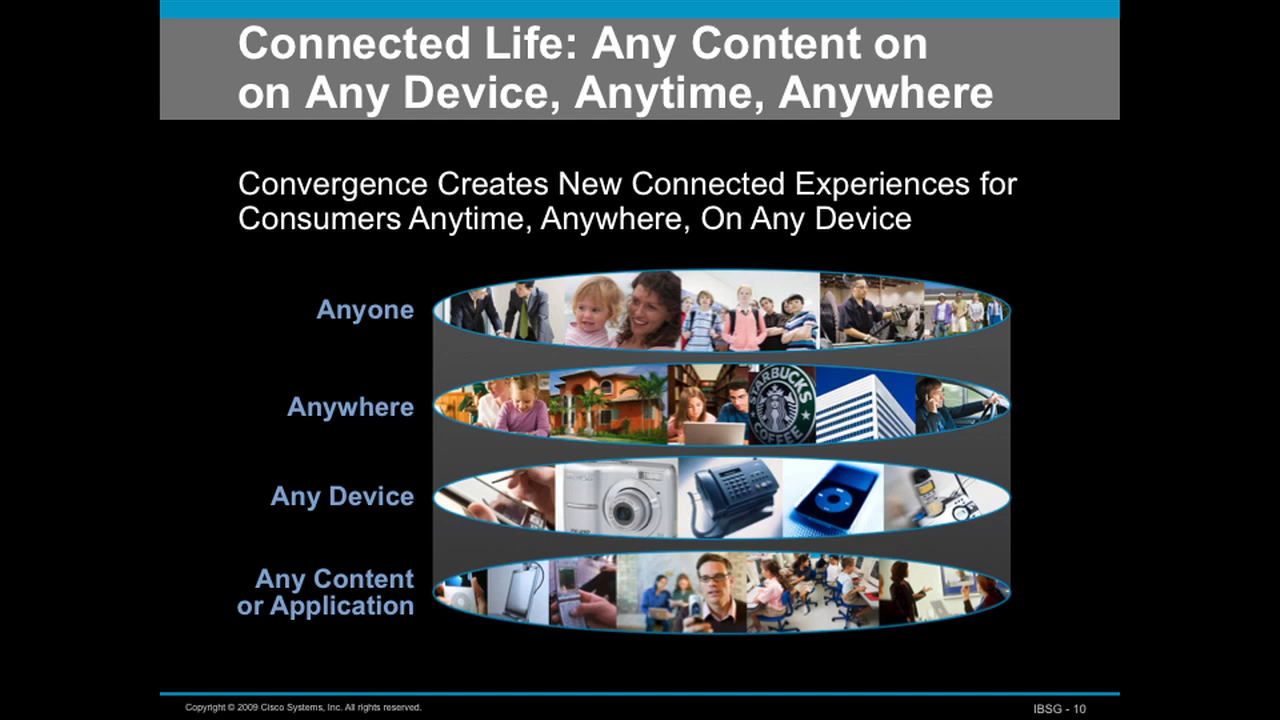 Connected Life: Any Content on
on Any Device, Anytime, Anywhere
Convergence Creates New Connected Experiences for
Consumers Anytime, Anywhere, On Any Device
Anyone
Anywhere
STARBUCKS
COFFEE
Any Device
Any Content
or Application
Copyright © 2009 Cisco Systems, Inc. All rights reserved.
IBSG - 10